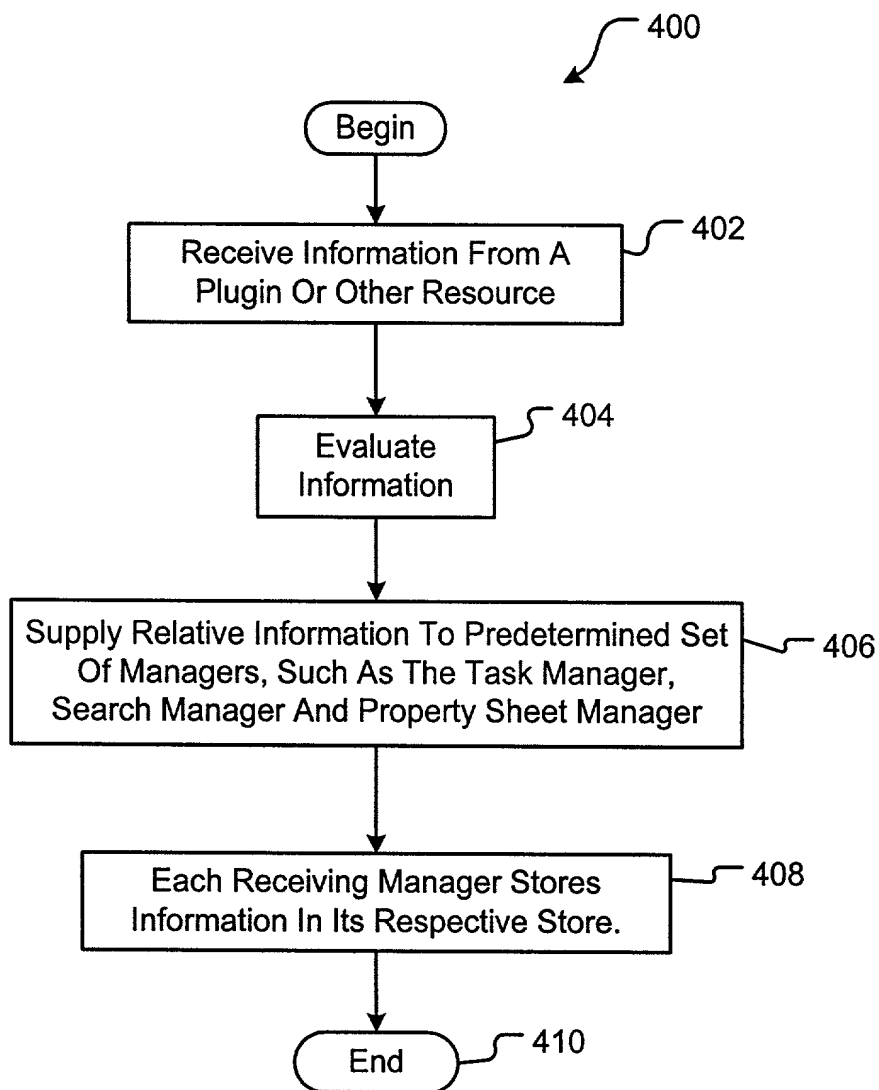 400
Begin
402
Receive Information From A
Plugin Or Other Resource
404
Evaluate
Information
Supply Relative Information To Predetermined Set
Of Managers, Such As The Task Manager,
Search Manager And Property Sheet Manager
406
Each Receiving Manager Stores
Information In Its Respective Store.
408
End
410